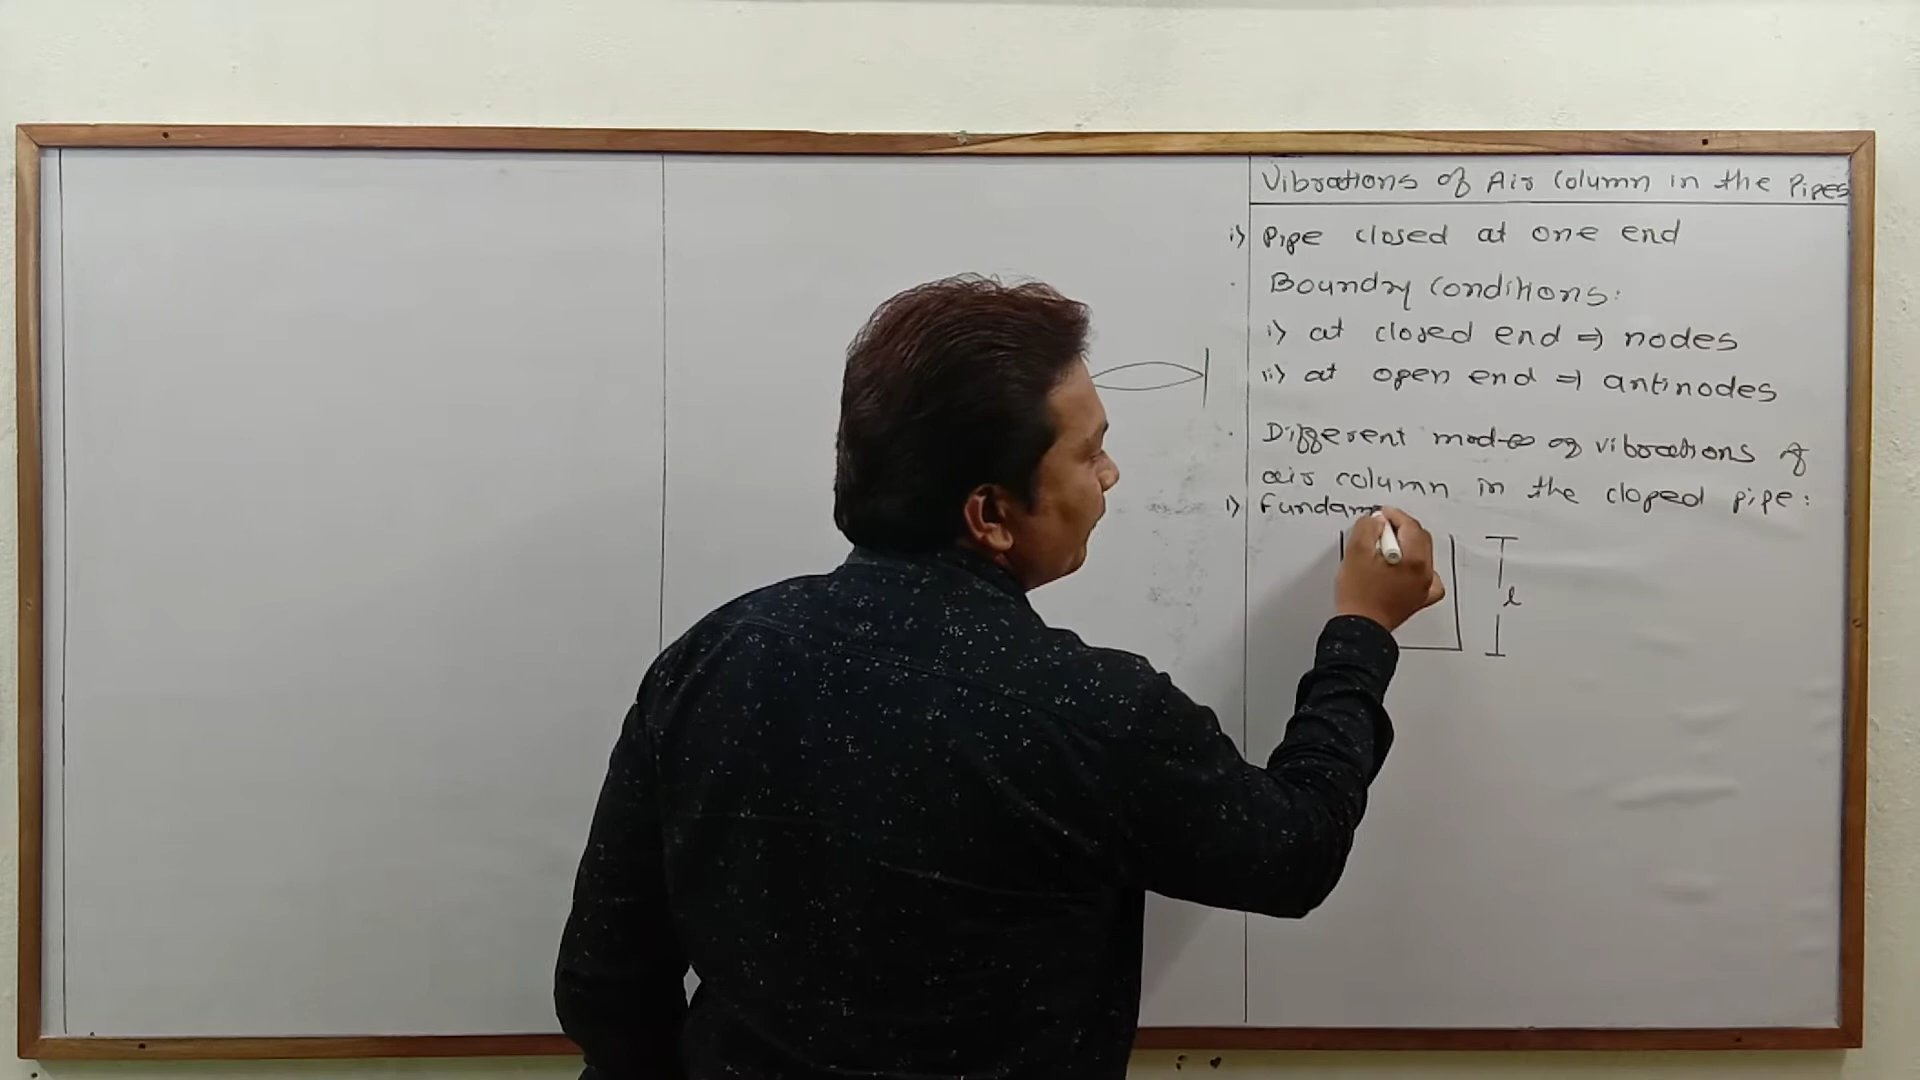 Vibrations of Air Column in the Pipes
i) Pipe closed at one end
. Boundry Conditions:
i) at closed end ⇒ nodes
ii) at open end ⇒ antinodes
. Different modes of vibrations of
air column in the closed pipe:
1) Fundam
l